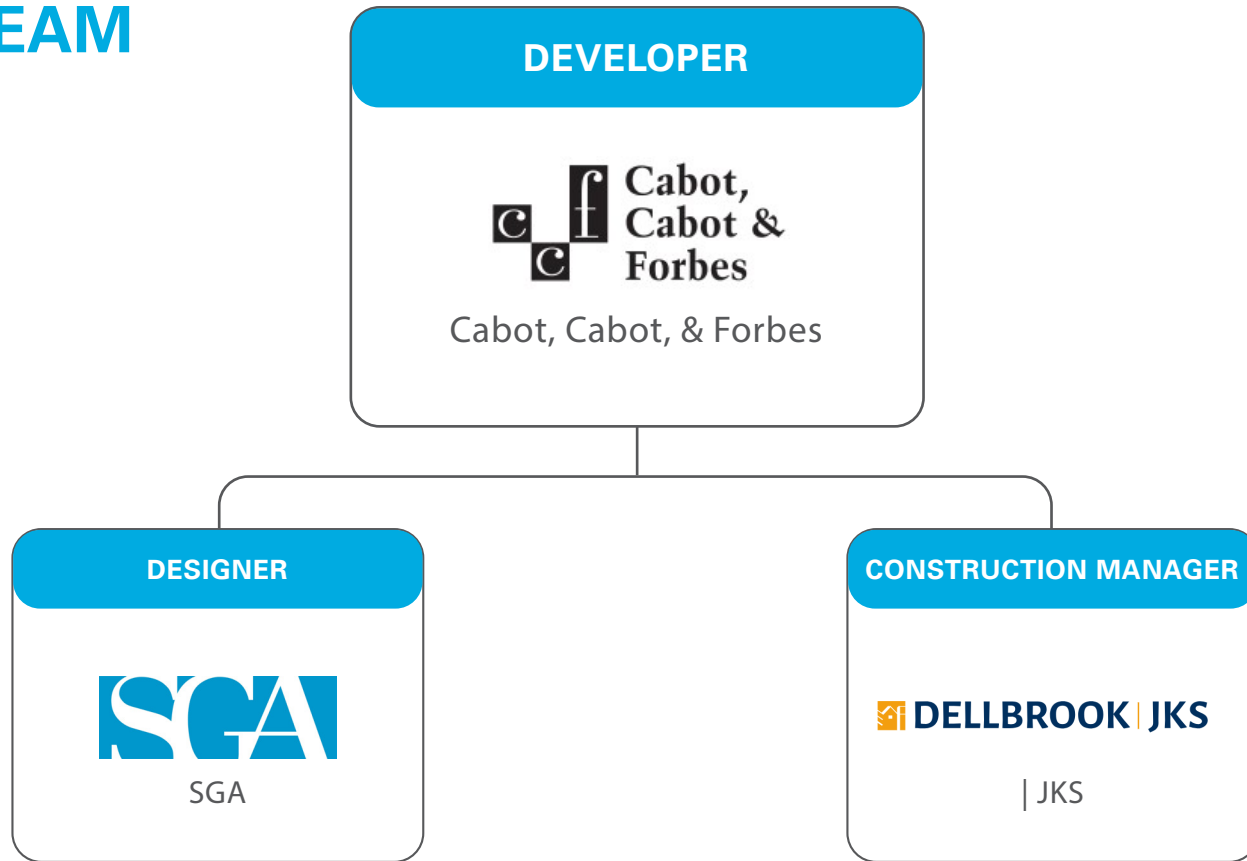 EAM
DEVELOPER
c c f
Cabot,
Cabot &
Forbes
Cabot, Cabot, & Forbes
DESIGNER
SGA
SGA
CONSTRUCTION MANAGER
DELLBROOK | JKS
| JKS